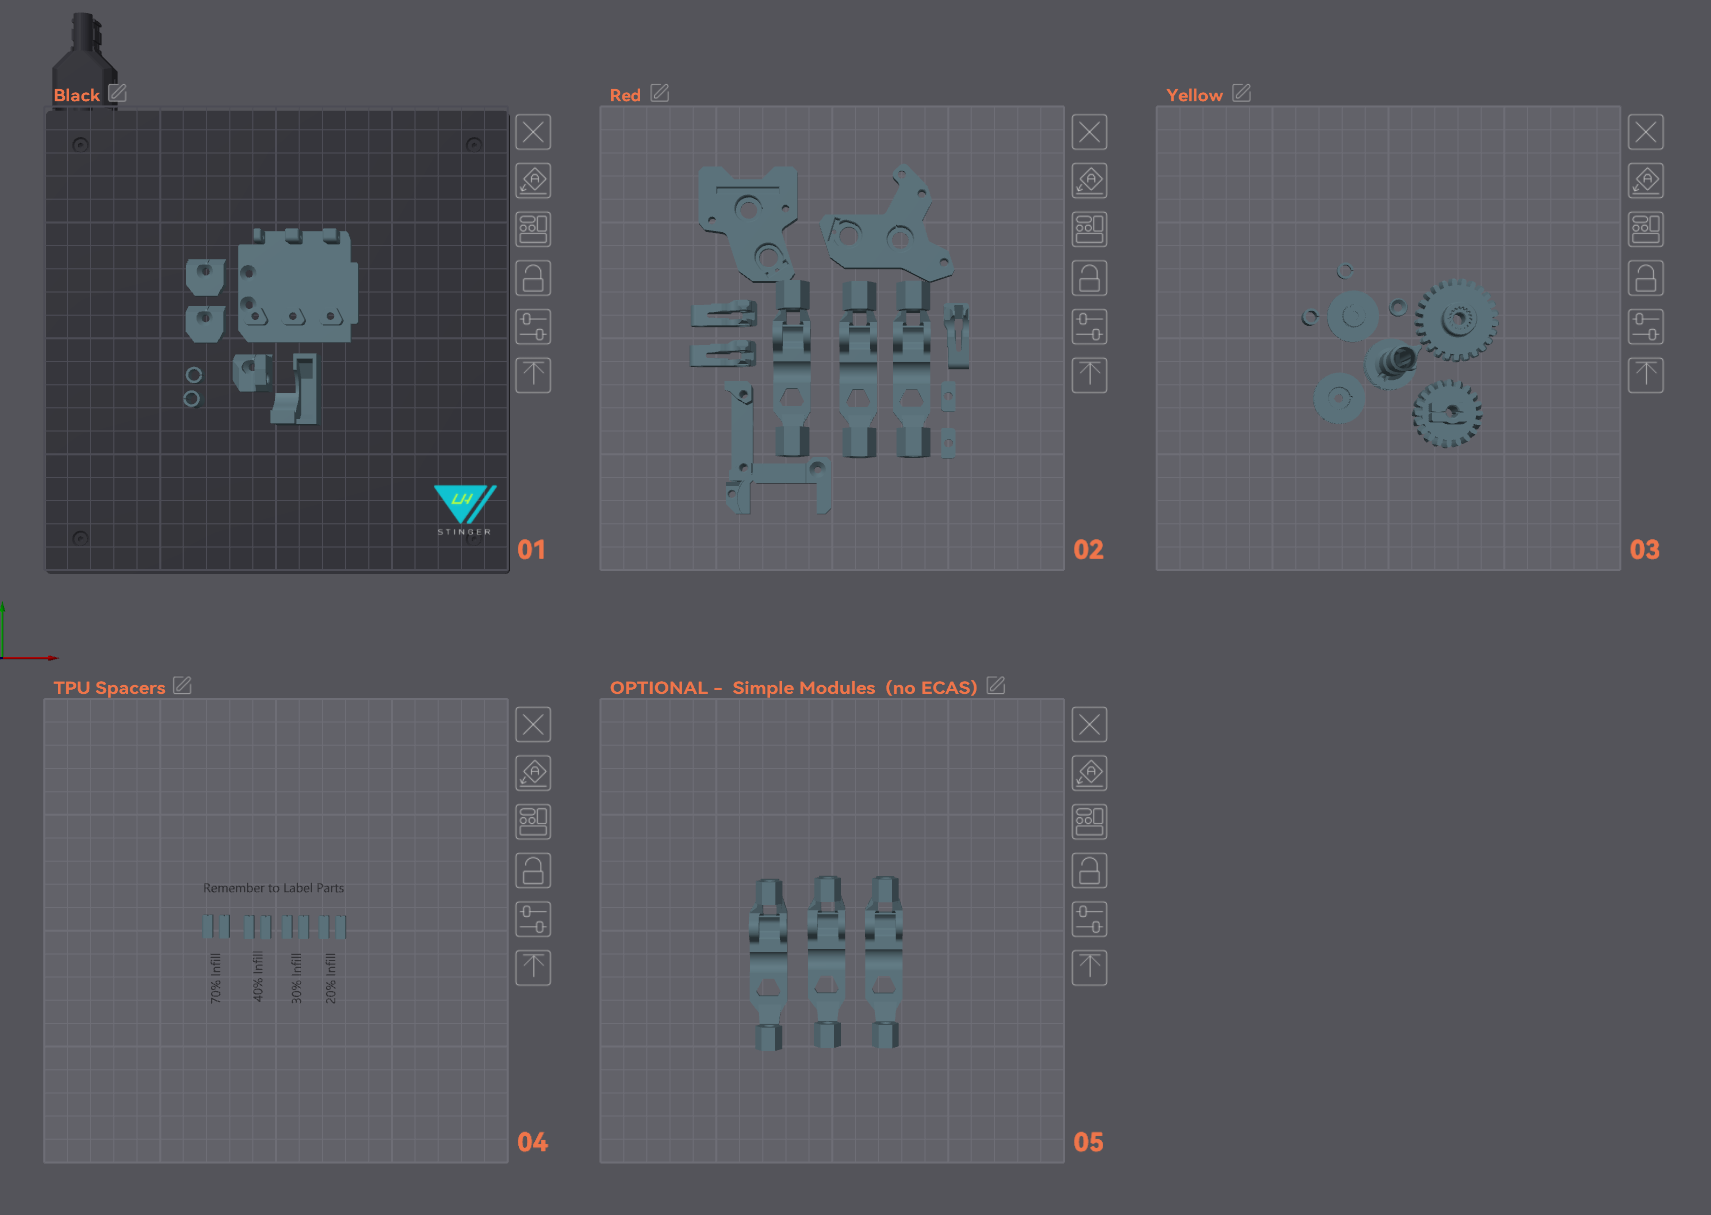 Black
Red
Yellow
STINGER
01
02
03
TPU Spacers
OPTIONAL - Simple Modules (no ECAS)
Remember to Label Parts
70% Infill
40% Infill
30% Infill
20% Infill
04
05